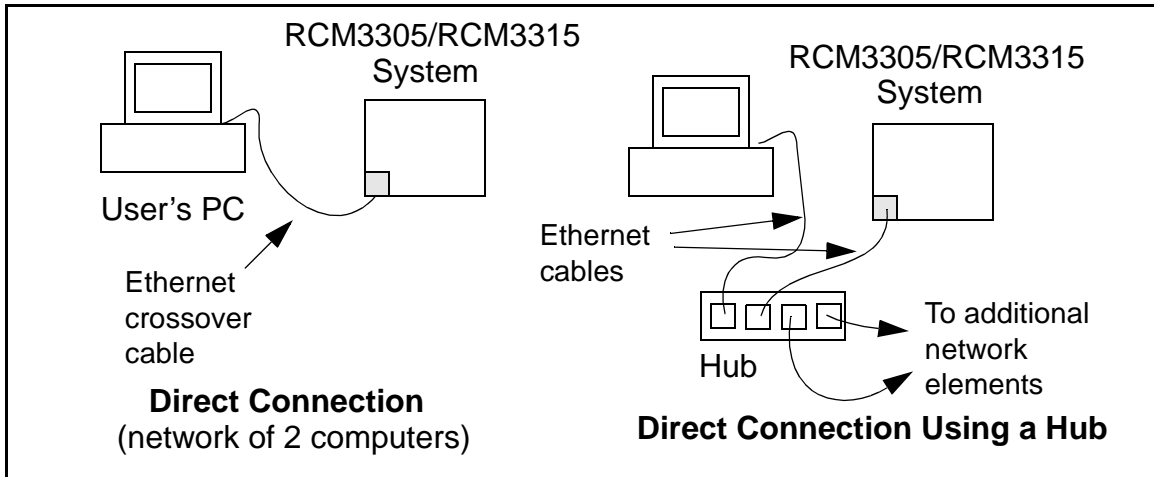 RCM3305/RCM3315
System
User's PC
Ethernet
crossover
cable
Direct Connection
(network of 2 computers)
RCM3305/RCM3315
System
Ethernet
cables
Hub
To additional
network
elements
Direct Connection Using a Hub